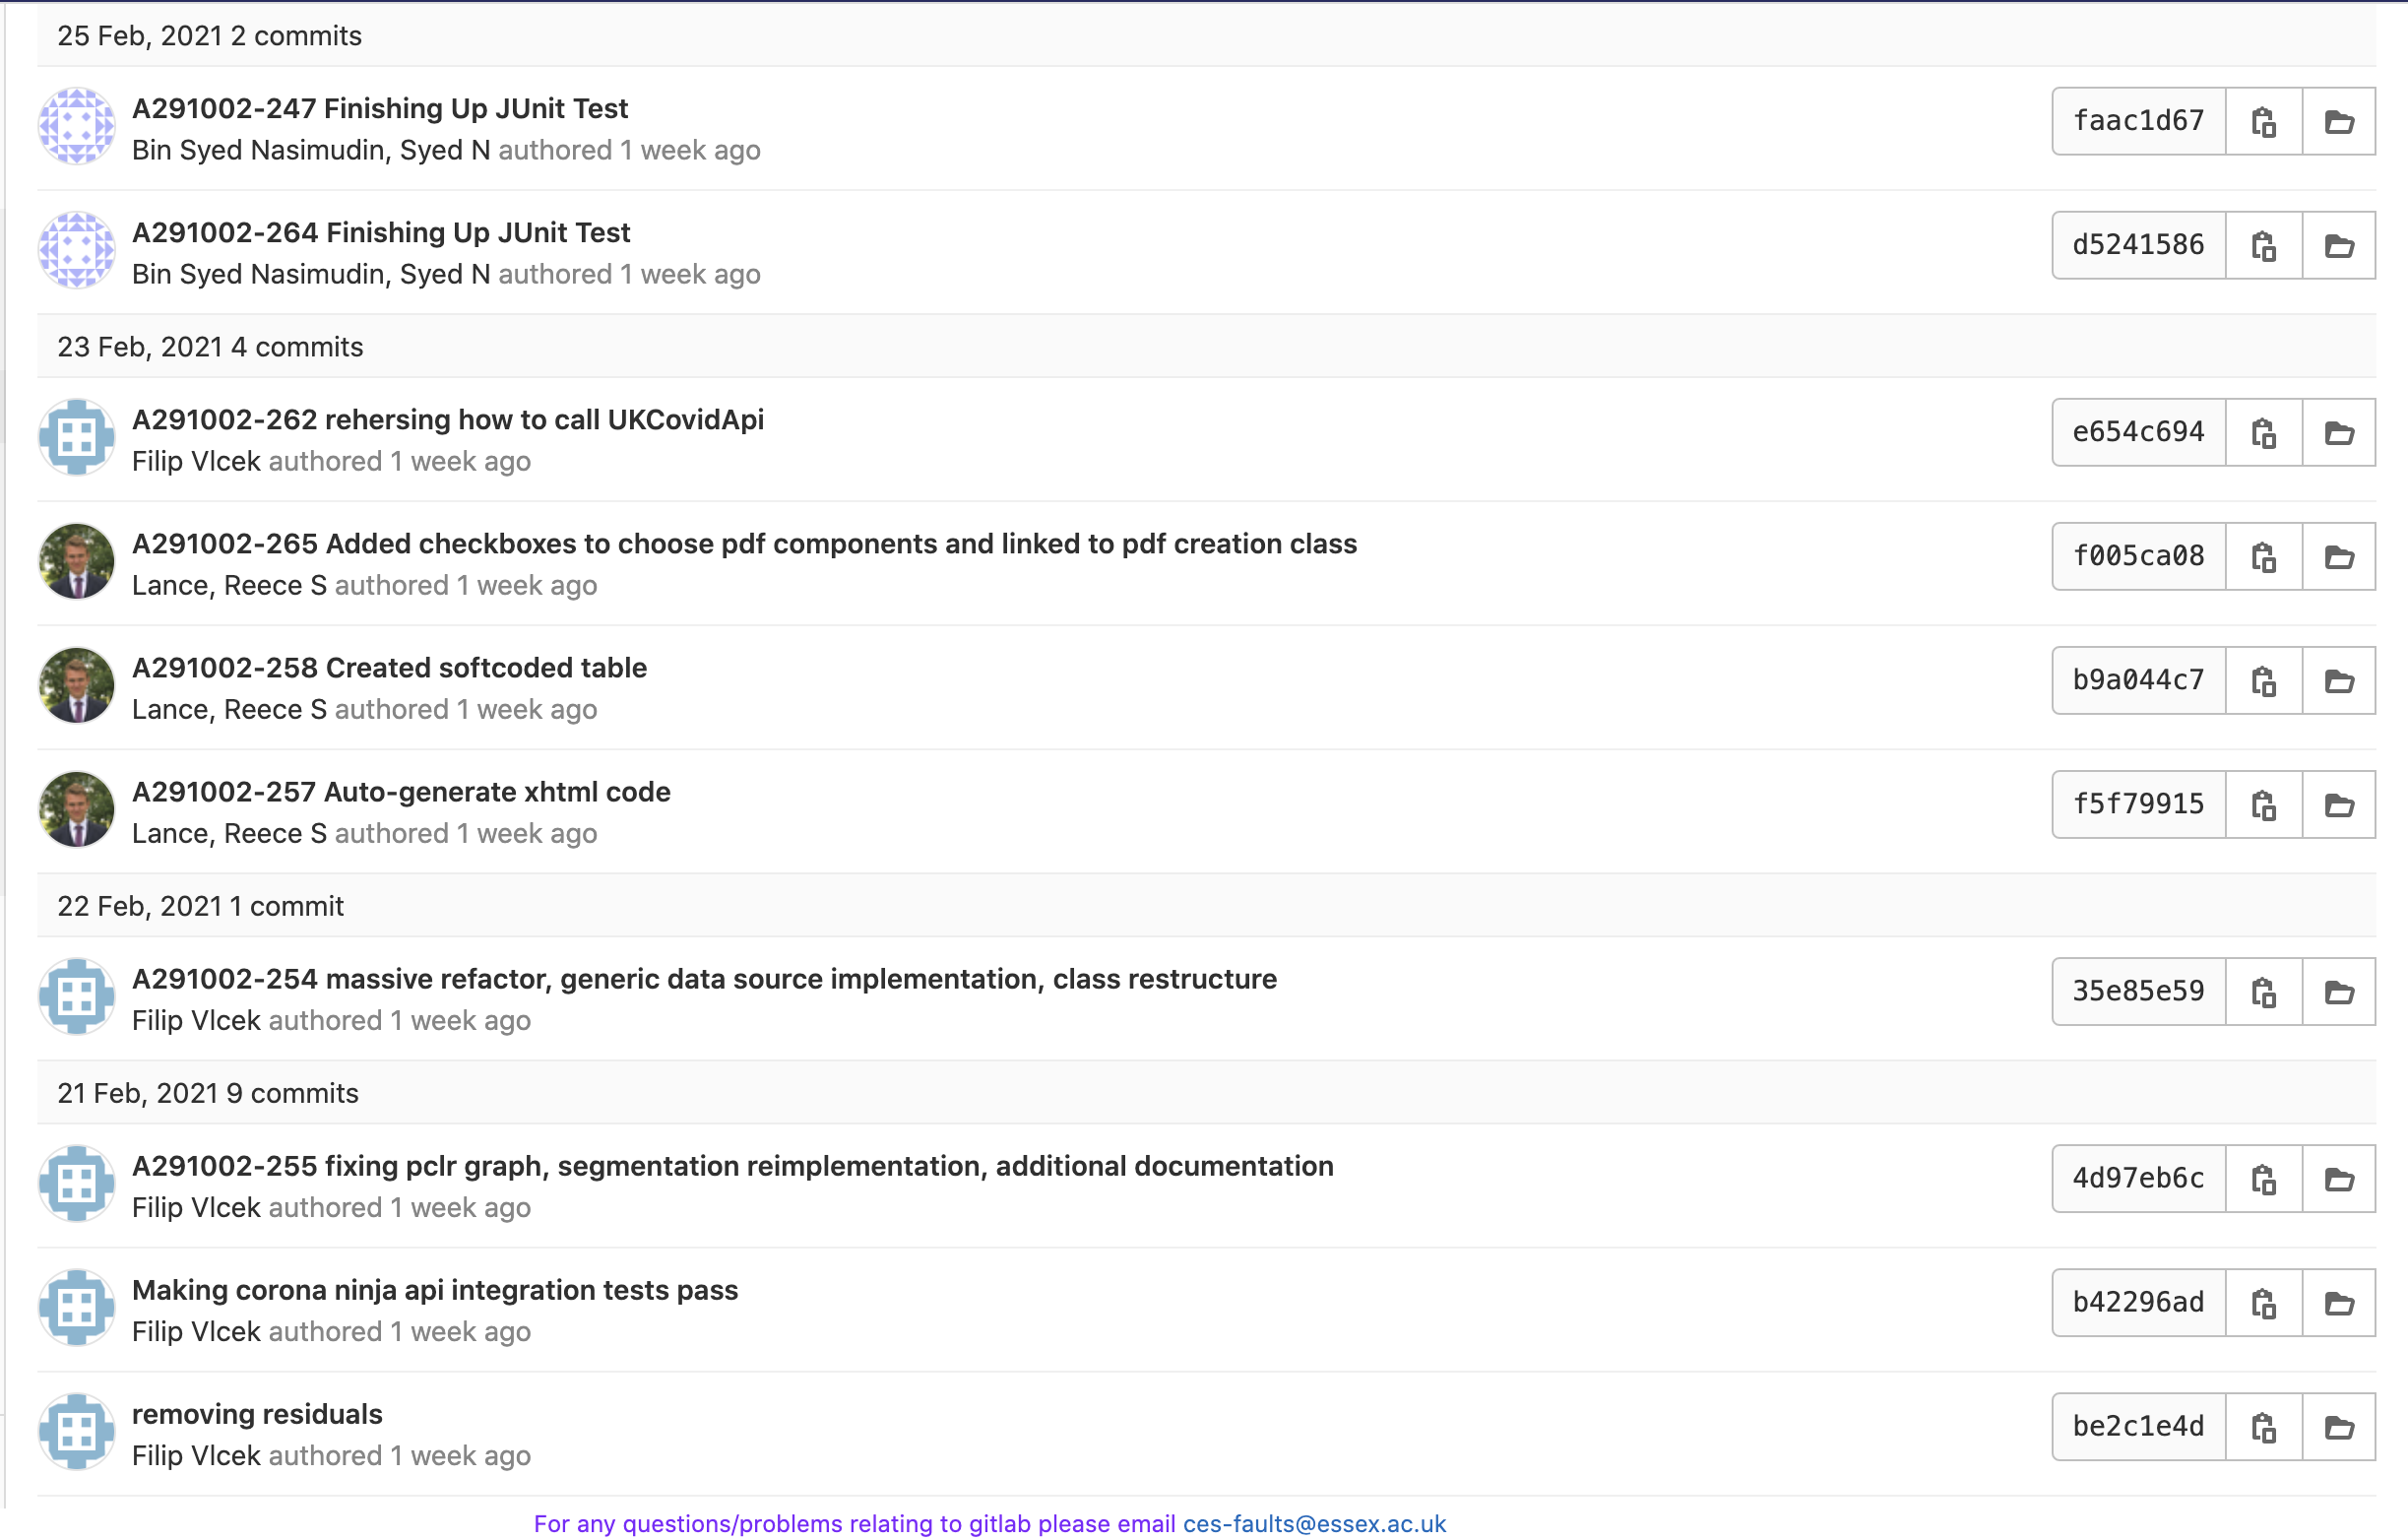 25 Feb, 2021 2 commits
A291002-247 Finishing Up JUnit Test
Bin Syed Nasimudin, Syed N authored 1 week ago
faac1d67
A291002-264 Finishing Up JUnit Test
Bin Syed Nasimudin, Syed N authored 1 week ago
d5241586
23 Feb, 2021 4 commits
A291002-262 rehersing how to call UKCovidApi
Filip Vlcek authored 1 week ago
e654c694
A291002-265 Added checkboxes to choose pdf components and linked to pdf creation class
Lance, Reece S authored 1 week ago
f005ca08
A291002-258 Created softcoded table
Lance, Reece S authored 1 week ago
b9a044c7
A291002-257 Auto-generate xhtml code
Lance, Reece S authored 1 week ago
f5f79915
22 Feb, 2021 1 commit
A291002-254 massive refactor, generic data source implementation, class restructure
Filip Vlcek authored 1 week ago
35e85e59
21 Feb, 2021 9 commits
A291002-255 fixing pclr graph, segmentation reimplementation, additional documentation
Filip Vlcek authored 1 week ago
4d97eb6c
Making corona ninja api integration tests pass
Filip Vlcek authored 1 week ago
b42296ad
removing residuals
Filip Vlcek authored 1 week ago
be2c1e4d
For any questions/problems relating to gitlab please email ces-faults@essex.ac.uk